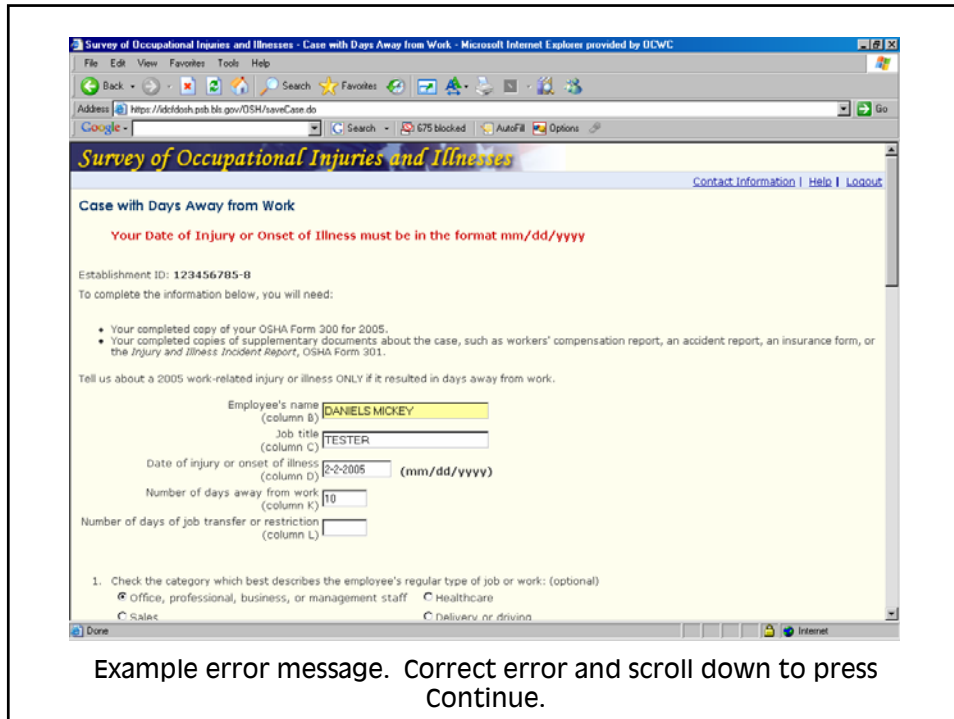 Survey of Occupational Injuries and Illnesses - Case with Days Away from Work - Microsoft Internet Explorer provided by DCWC
File Edit View Favorites Tools Help
Back Search Favorites
Address https://idcfdosh.psb.bls.gov/OSH/saveCase.do Go
Google - Search 675 blocked AutoFill Options
Survey of Occupational Injuries and Illnesses
Contact Information | Help | Logout
Case with Days Away from Work
Your Date of Injury or Onset of Illness must be in the format mm/dd/yyyy
Establishment ID: 123456785-8
To complete the information below, you will need:
• Your completed copy of your OSHA Form 300 for 2005.
• Your completed copies of supplementary documents about the case, such as workers' compensation report, an accident report, an insurance form, or
the Injury and Illness Incident Report, OSHA Form 301.
Tell us about a 2005 work-related injury or illness ONLY if it resulted in days away from work.
Employee's name
(column B) DANIELS MICKEY
Job title
(column C) TESTER
Date of injury or onset of illness
(column D) 2-2-2005 (mm/dd/yyyy)
Number of days away from work
(column K) 10
Number of days of job transfer or restriction
(column L)
1. Check the category which best describes the employee's regular type of job or work: (optional)
Office, professional, business, or management staff Healthcare
Sales Delivery or driving
Done Internet
Example error message. Correct error and scroll down to press
Continue.